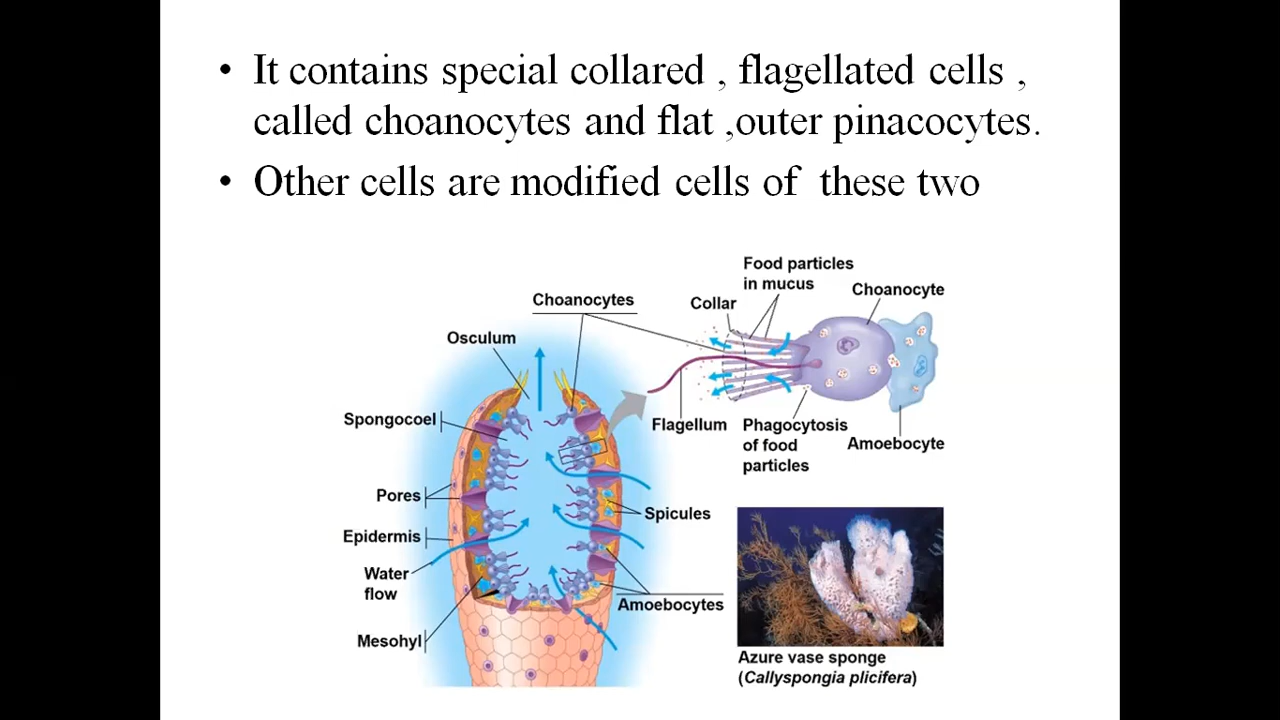 • It contains special collared , flagellated cells ,
called choanocytes and flat ,outer pinacocytes.
• Other cells are modified cells of these two
Food particles
in mucus
Choanocyte
Choanocytes
Collar
Osculum
Spongocoel
Flagellum
Phagocytosis
of food
particles
Amoebocyte
Pores
Spicules
Epidermis
Water
flow
Amoebocytes
Mesohyl
Azure vase sponge
(Callyspongia plicifera)